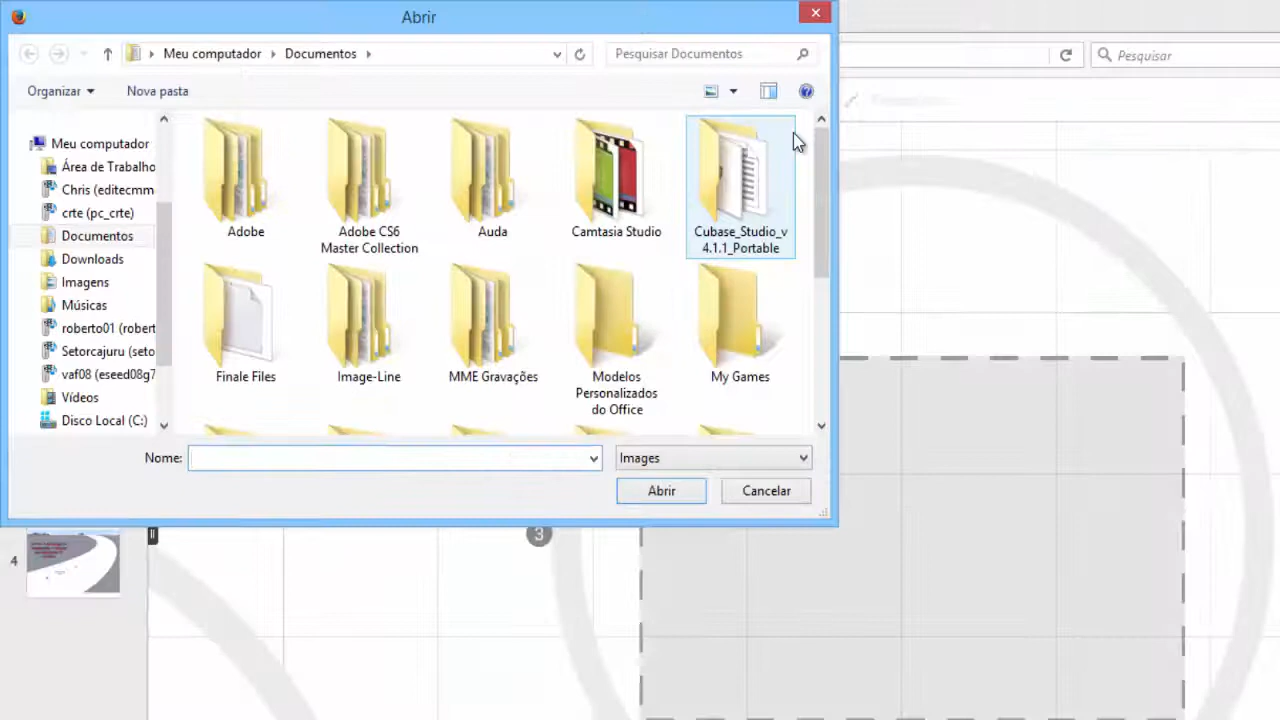 Abrir
Meu computador
Documentos
Pesquisar Documentos
Pesquisar
Organizar
Nova pasta
Meu computador
Área de Trabalho
Chris (editecmm
crte (pc_crte)
Documentos
Downloads
Imagens
Músicas
roberto01 (robert
Setorcajuru (seto
vaf08 (eseed08g7
Vídeos
Disco Local (C:)
Adobe
Adobe CS6
Master Collection
Auda
Camtasia Studio
Cubase_Studio_v
4.1.1_Portable
Finale Files
Image-Line
MME Gravações
Modelos
Personalizados
do Office
My Games
Nome:
Images
Abrir
Cancelar
3
4